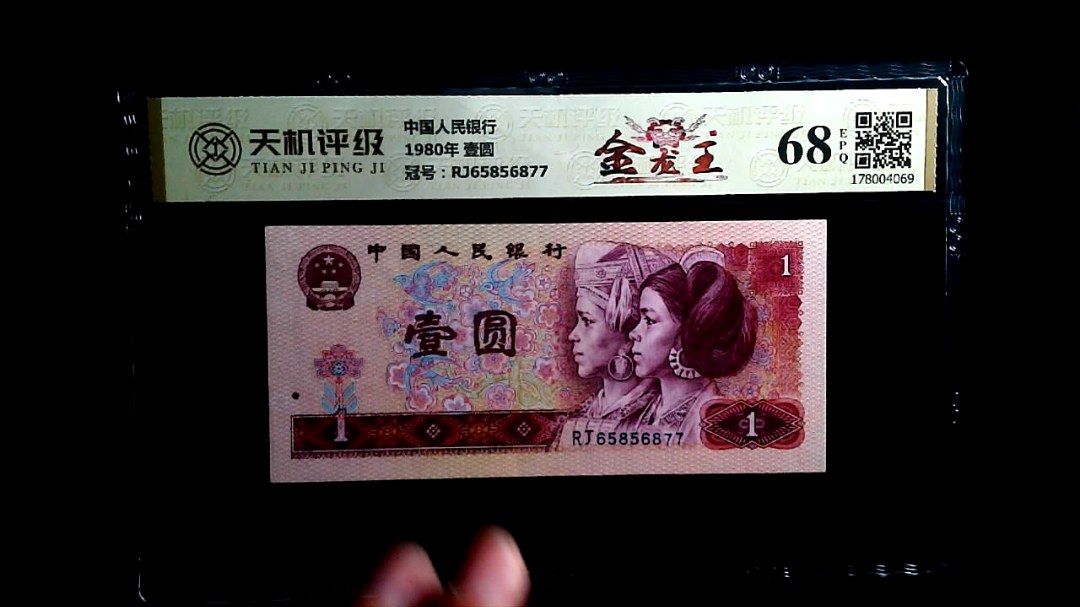 天机评级
TIAN JI PING JI
中国人民银行
1980年 壹圆
冠号：RJ65856877
金龙王
68
EPQ
178004069
中国人民银行
1
壹圆
1
RJ65856877
1